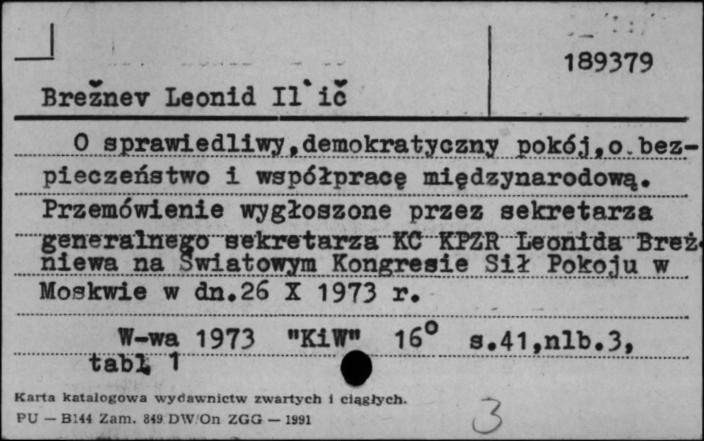 189379
Brežnev Leonid Il`ič
O sprawiedliwy,demokratyczny pokój,o bez-
pieczeństwo i współpracę międzynarodową.
Przemówienie wygłoszone przez sekretarza
generalnego sekretarza KC KPZR Leonida Breż-
niewa na Światowym Kongresie Sił Pokoju w
Moskwie w dn.26 X 1973 r.
W-wa 1973 "KiW" 16° s.41,nlb.3,
tabl 1
Karta katalogowa wydawnictw zwartych i ciągłych.
PU — B144 Zam. 849 DW/On ZGG — 1991
3